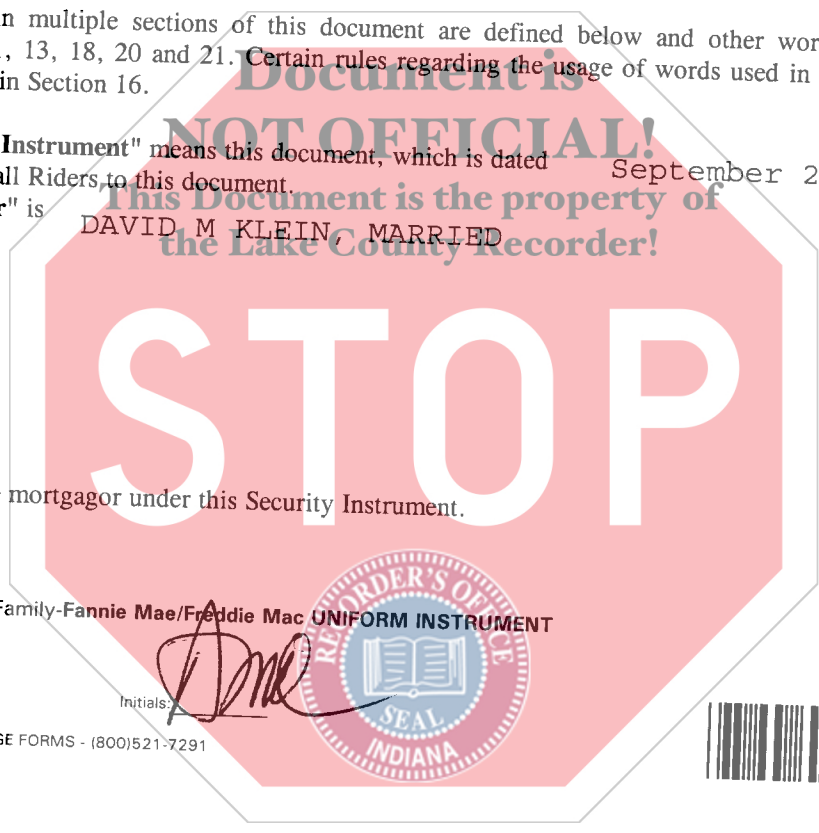 n multiple sections of this document are defined below and other wor
, 13, 18, 20 and 21. Certain rules regarding the usage of words used in
in Section 16.
Document is
NOT OFFICIAL!
Instrument" means this document, which is dated September 2
all Riders to this document.
This Document is the property of
r" is DAVID M KLEIN, MARRIED
the Lake County Recorder!
STOP
mortgagor under this Security Instrument.
Family-Fannie Mae/Freddie Mac UNIFORM INSTRUMENT
RECORDER'S OFFICE
SEAL
INDIANA
Initials:
GE FORMS - (800)521-7291